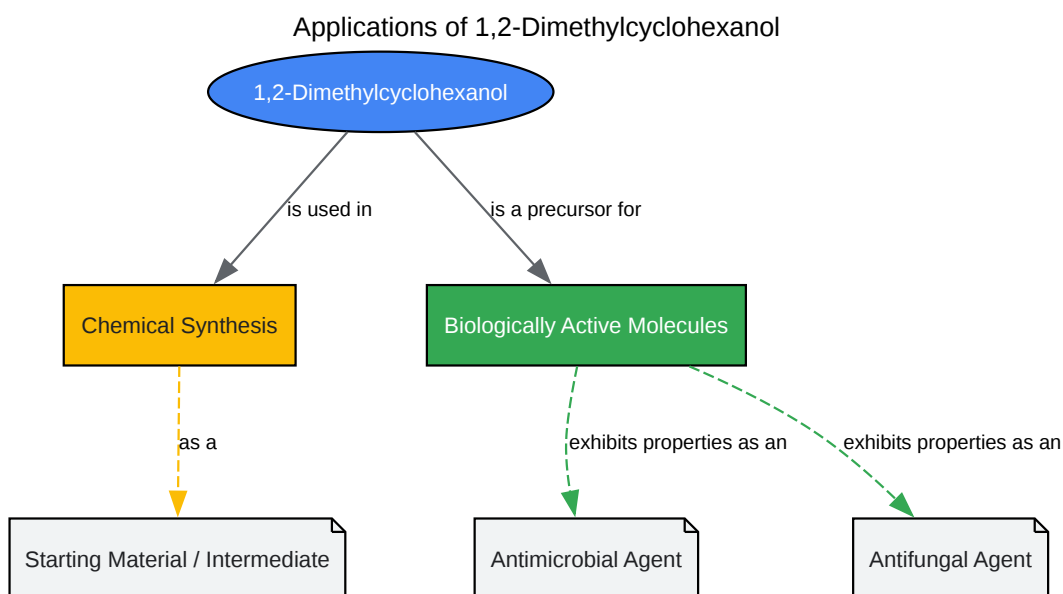 Applications of 1,2-Dimethylcyclohexanol
1,2-Dimethylcyclohexanol
is used in
is a precursor for
Chemical Synthesis
Biologically Active Molecules
as a
exhibits properties as an
exhibits properties as an
Starting Material / Intermediate
Antimicrobial Agent
Antifungal Agent